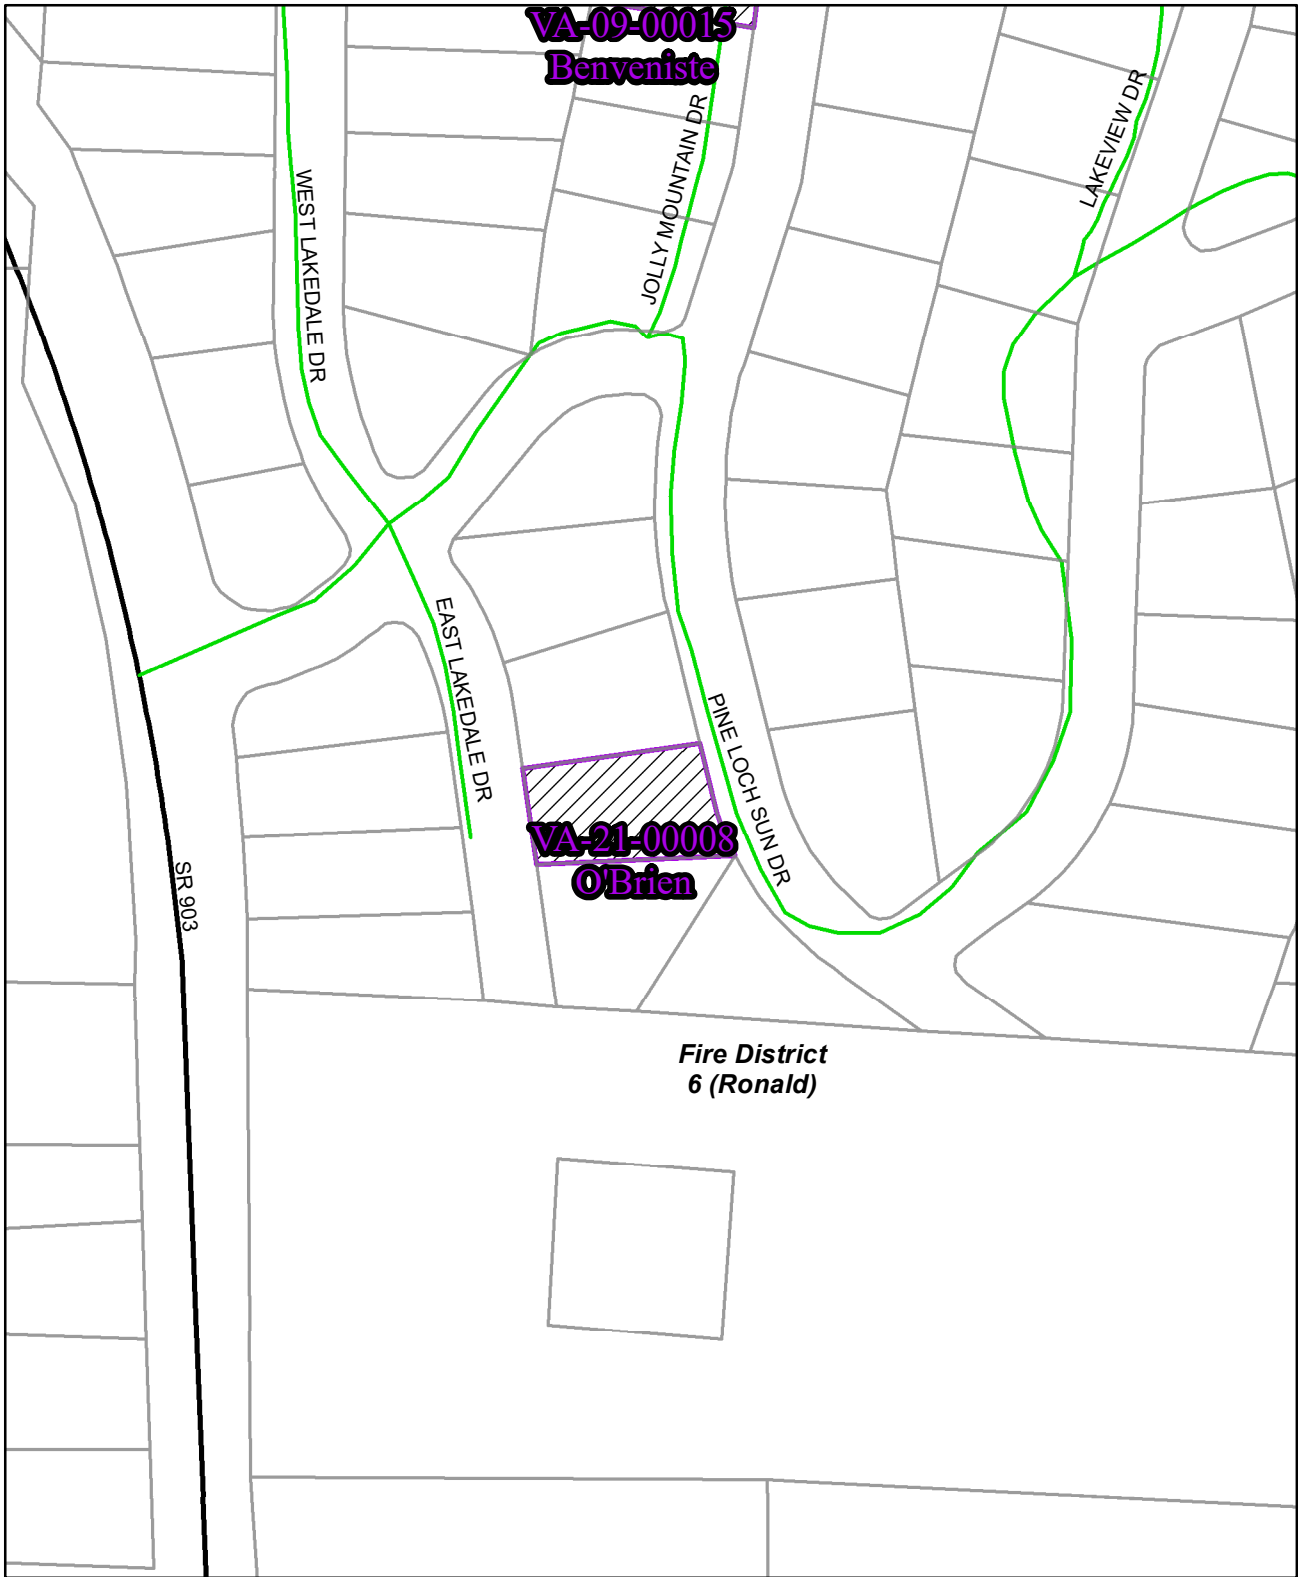 VA-09-00015
Benveniste
LAKEVIEW DR
JOLLY MOUNTAIN DR
WEST LAKEDALE DR
EAST LAKEDALE DR
PINE LOCH SUN DR
VA-21-00008
O'Brien
SR 903
Fire District
6 (Ronald)